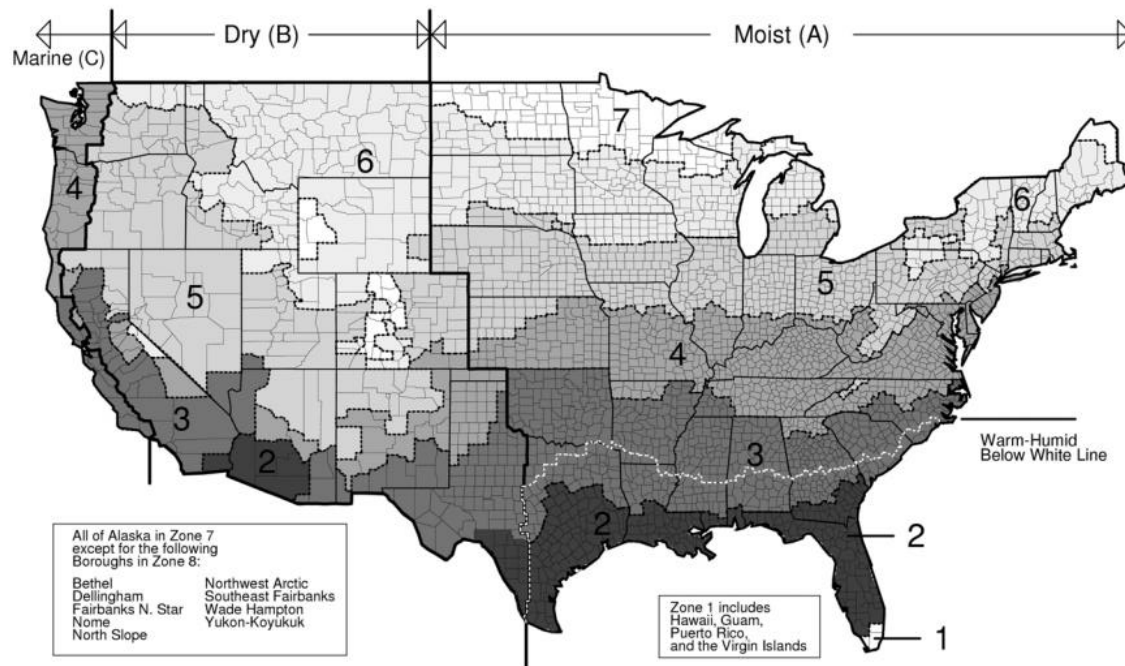 Marine (C)
Dry (B)
Moist (A)
7
6
4
6
5
5
4
3
3
2
2
Warm-Humid
Below White Line
2
1
All of Alaska in Zone 7
except for the following
Boroughs in Zone 8:
Bethel
Dellingham
Fairbanks N. Star
Nome
North Slope
Northwest Arctic
Southeast Fairbanks
Wade Hampton
Yukon-Koyukuk
Zone 1 includes
Hawaii, Guam,
Puerto Rico,
and the Virgin Islands